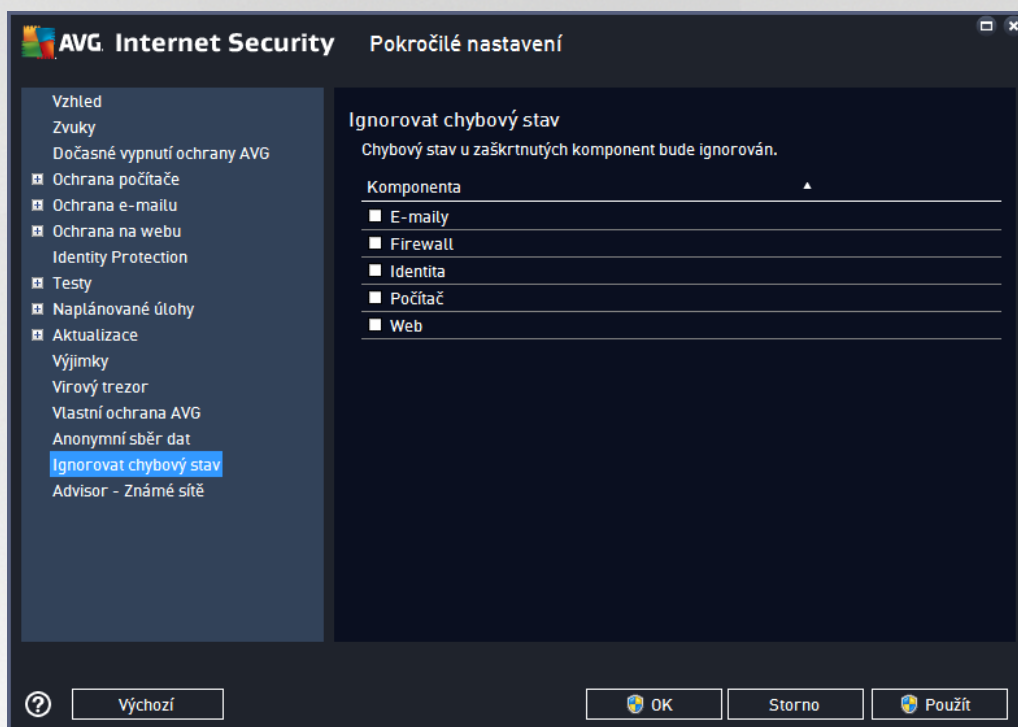 AVG. Internet Security Pokročilé nastavení
Vzhled
Zvuky
Dočasné vypnutí ochrany AVG
Ochrana počítače
Ochrana e-mailu
Ochrana na webu
Identity Protection
Testy
Naplánované úlohy
Aktualizace
Výjimky
Virový trezor
Vlastní ochrana AVG
Anonymní sběr dat
Ignorovat chybový stav
Advisor - Známé sítě
Ignorovat chybový stav
Chybový stav u zaškrtnutých komponent bude ignorován.
Komponenta
E-maily
Firewall
Identita
Počítač
Web
? Výchozí OK Storno Použít